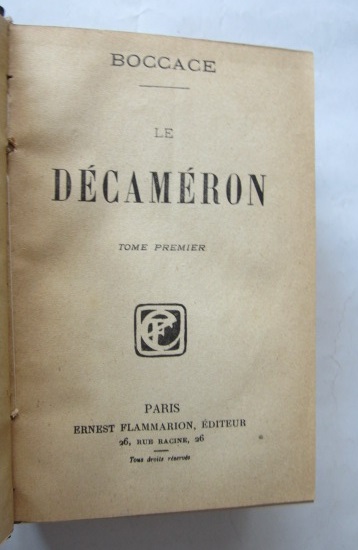 BOCCACE
LE
DÉCAMÉRON
TOME PREMIER
PARIS
ERNEST FLAMMARION, ÉDITEUR
26, RUE RACINE, 26
Tous droits réservés